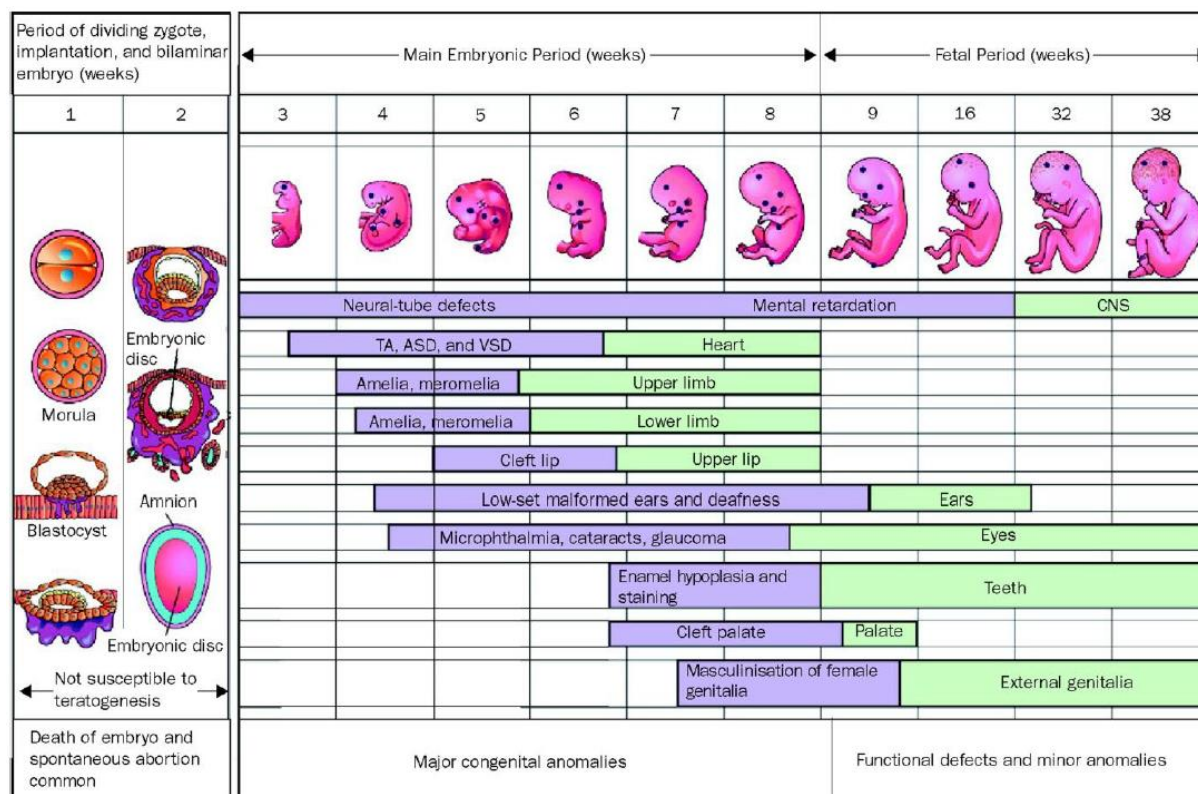 Period of dividing zygote,
implantation, and bilaminar
embryo (weeks)
Main Embryonic Period (weeks)
Fetal Period (weeks)
1
2
3
4
5
6
7
8
9
16
32
38
Morula
Blastocyst
Embryonic
disc
Amnion
Embryonic disc
Not susceptible to
teratogenesis
Death of embryo and
spontaneous abortion
common
Neural-tube defects
Mental retardation
CNS
TA, ASD, and VSD
Heart
Amelia, meromelia
Upper limb
Amelia, meromelia
Lower limb
Cleft lip
Upper lip
Low-set malformed ears and deafness
Ears
Microphthalmia, cataracts, glaucoma
Eyes
Enamel hypoplasia and
staining
Teeth
Cleft palate
Palate
Masculinisation of female
genitalia
External genitalia
Major congenital anomalies
Functional defects and minor anomalies